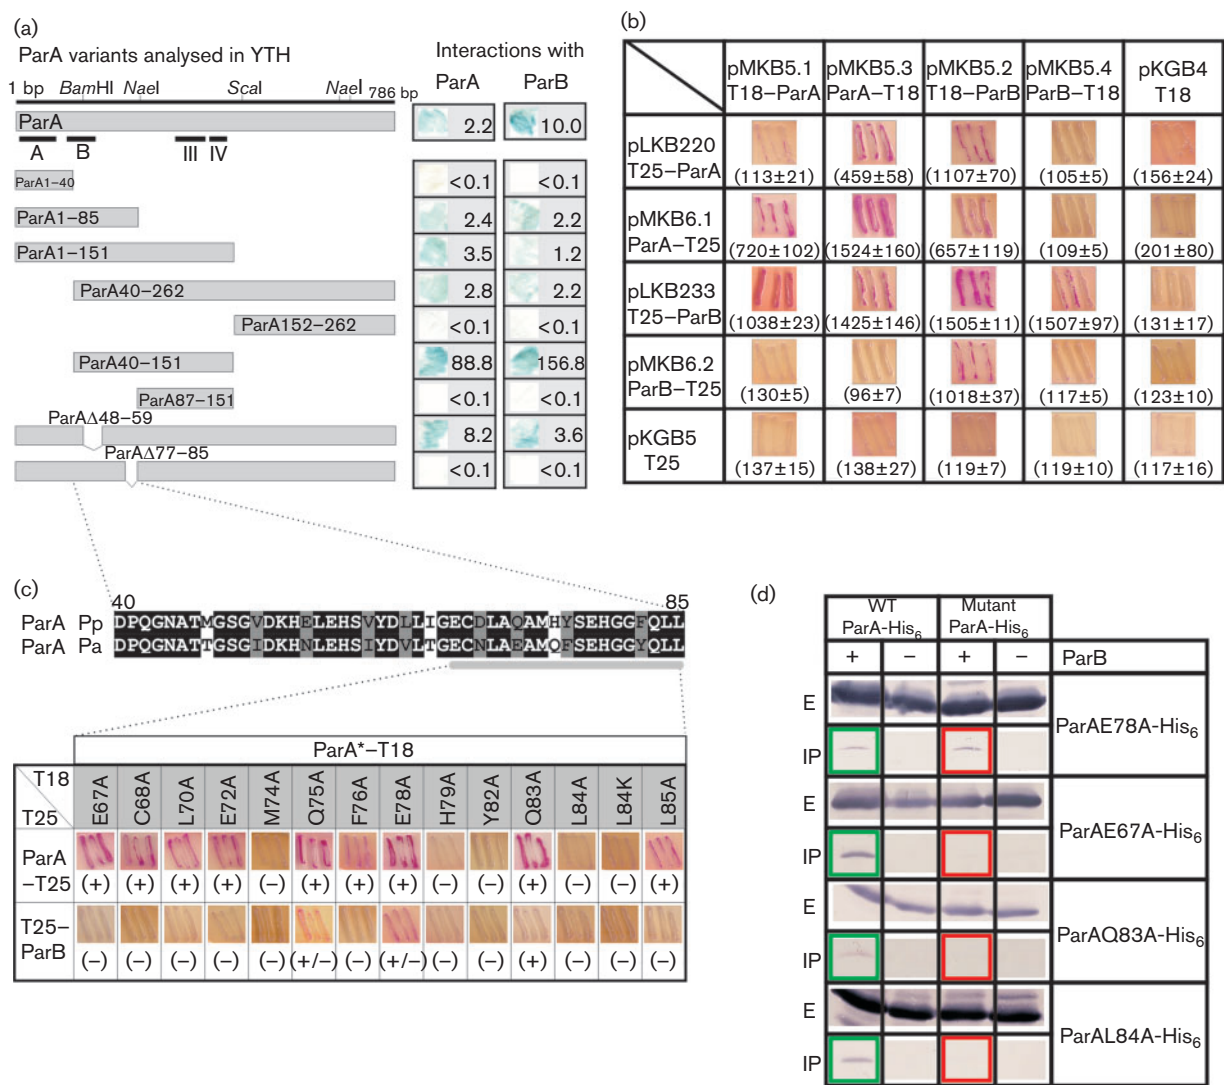 (a)
ParA variants analysed in YTH
Interactions with
ParA ParB
1 bp BamHI NaeI ScaI NaeI 786 bp
ParA 2.2 10.0
A B III IV
ParA1–40 <0.1 <0.1
ParA1–85 2.4 2.2
ParA1–151 3.5 1.2
ParA40–262 2.8 2.2
ParA152–262 <0.1 <0.1
ParA40–151 88.8 156.8
ParA87–151 <0.1 <0.1
ParAΔ48–59 8.2 3.6
ParAΔ77–85 <0.1 <0.1
(b)
pMKB5.1 pMKB5.3 pMKB5.2 pMKB5.4 pKGB4
T18–ParA ParA–T18 T18–ParB ParB–T18 T18
pLKB220
T25–ParA
(113±21) (459±58) (1107±70) (105±5) (156±24)
pMKB6.1
ParA–T25
(720±102) (1524±160) (657±119) (109±5) (201±80)
pLKB233
T25–ParB
(1038±23) (1425±146) (1505±11) (1507±97) (131±17)
pMKB6.2
ParB–T25
(130±5) (96±7) (1018±37) (117±5) (123±10)
pKGB5
T25
(137±15) (138±27) (119±7) (119±10) (117±16)
(c)
40 85
ParA Pp DPQGNATMGSGVDKHELEHSVYDLLIGECDLAQAMHYSEHGGFQLL
ParA Pa DPQGNATTGSGIDKHNLEHSIYDVLTGECNLAEAMQFSEHGGYQLL
ParA*–T18
T18
T25
E67A C68A L70A E72A M74A Q75A F76A E78A H79A Y82A Q83A L84A L84K L85A
ParA
–T25
(+) (+) (+) (+) (–) (+) (+) (+) (–) (–) (+) (–) (–) (+)
T25–
ParB
(–) (–) (–) (–) (–) (+/–) (–) (+/–) (–) (–) (+) (–) (–) (–)
(d)
WT Mutant
ParA-His6 ParA-His6
+ – + – ParB
E
ParAE78A-His6
IP
E
ParAE67A-His6
IP
E
ParAQ83A-His6
IP
E
ParAL84A-His6
IP